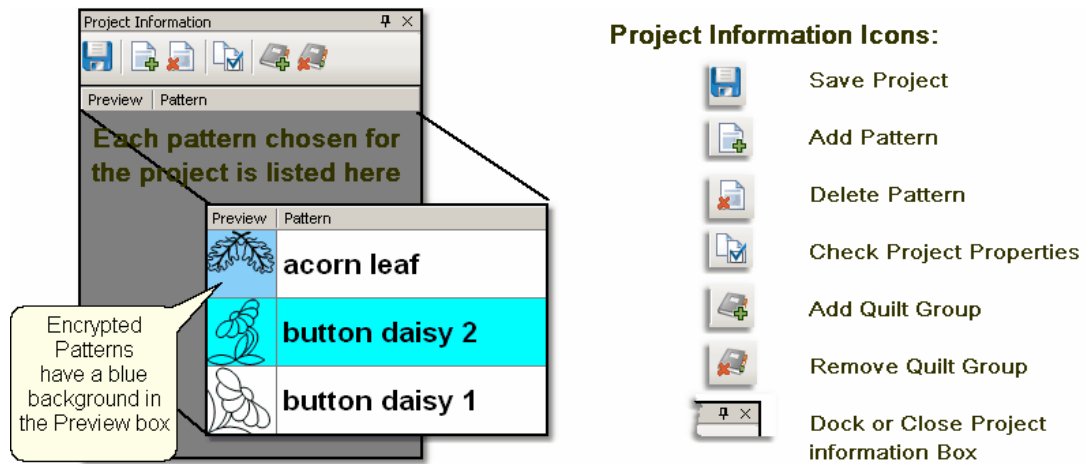 Project Information
Preview Pattern
Each pattern chosen for
the project is listed here
Preview Pattern
acorn leaf
button daisy 2
button daisy 1
Encrypted
Patterns
have a blue
background in
the Preview box
Project Information Icons:
Save Project
Add Pattern
Delete Pattern
Check Project Properties
Add Quilt Group
Remove Quilt Group
Dock or Close Project
information Box